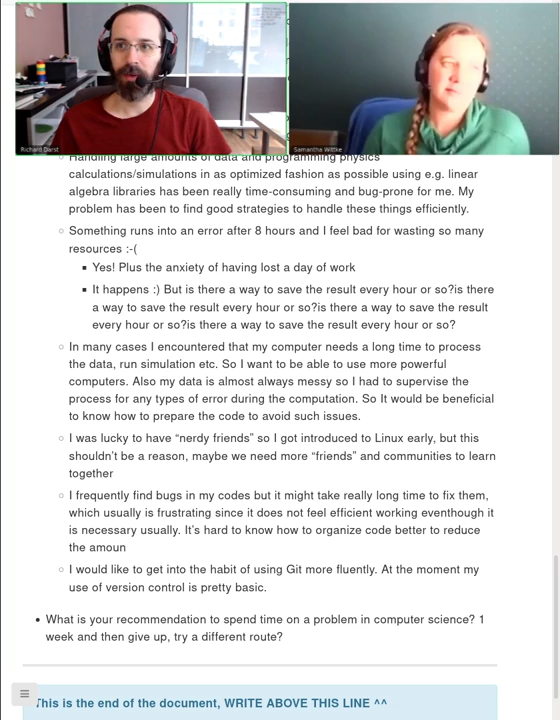 Richard Darst
Samantha Wittke
Handling large amounts of data and programming physics
calculations/simulations in as optimized fashion as possible using e.g. linear
algebra libraries has been really time-consuming and bug-prone for me. My
problem has been to find good strategies to handle these things efficiently.
Something runs into an error after 8 hours and I feel bad for wasting so many
resources :-(
Yes! Plus the anxiety of having lost a day of work
It happens :) But is there a way to save the result every hour or so?is there
a way to save the result every hour or so?is there a way to save the result
every hour or so?is there a way to save the result every hour or so?
In many cases I encountered that my computer needs a long time to process
the data, run simulation etc. So I want to be able to use more powerful
computers. Also my data is almost always messy so I had to supervise the
process for any types of error during the computation. So It would be beneficial
to know how to prepare the code to avoid such issues.
I was lucky to have “nerdy friends” so I got introduced to Linux early, but this
shouldn’t be a reason, maybe we need more “friends” and communities to learn
together
I frequently find bugs in my codes but it might take really long time to fix them,
which usually is frustrating since it does not feel efficient working eventhough it
is necessary usually. It’s hard to know how to organize code better to reduce
the amoun
I would like to get into the habit of using Git more fluently. At the moment my
use of version control is pretty basic.
What is your recommendation to spend time on a problem in computer science? 1
week and then give up, try a different route?
This is the end of the document, WRITE ABOVE THIS LINE ^^